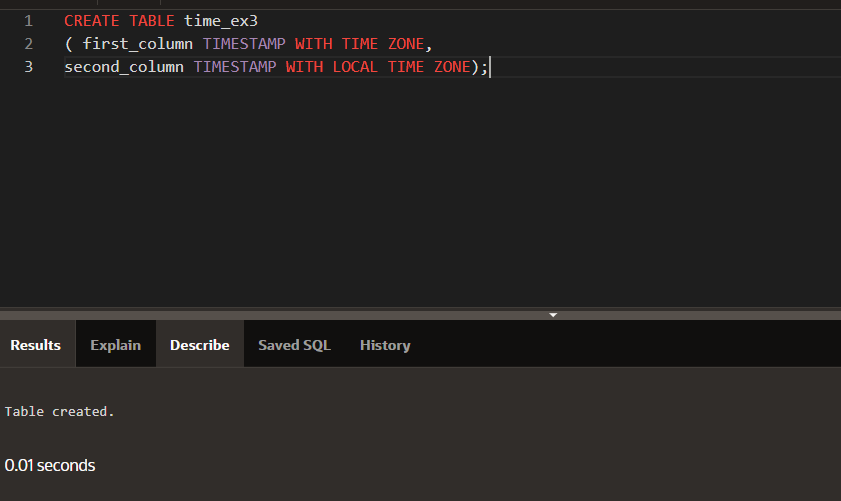 1 CREATE TABLE time_ex3
2 ( first_column TIMESTAMP WITH TIME ZONE,
3 second_column TIMESTAMP WITH LOCAL TIME ZONE);
Results Explain Describe Saved SQL History
Table created.
0.01 seconds